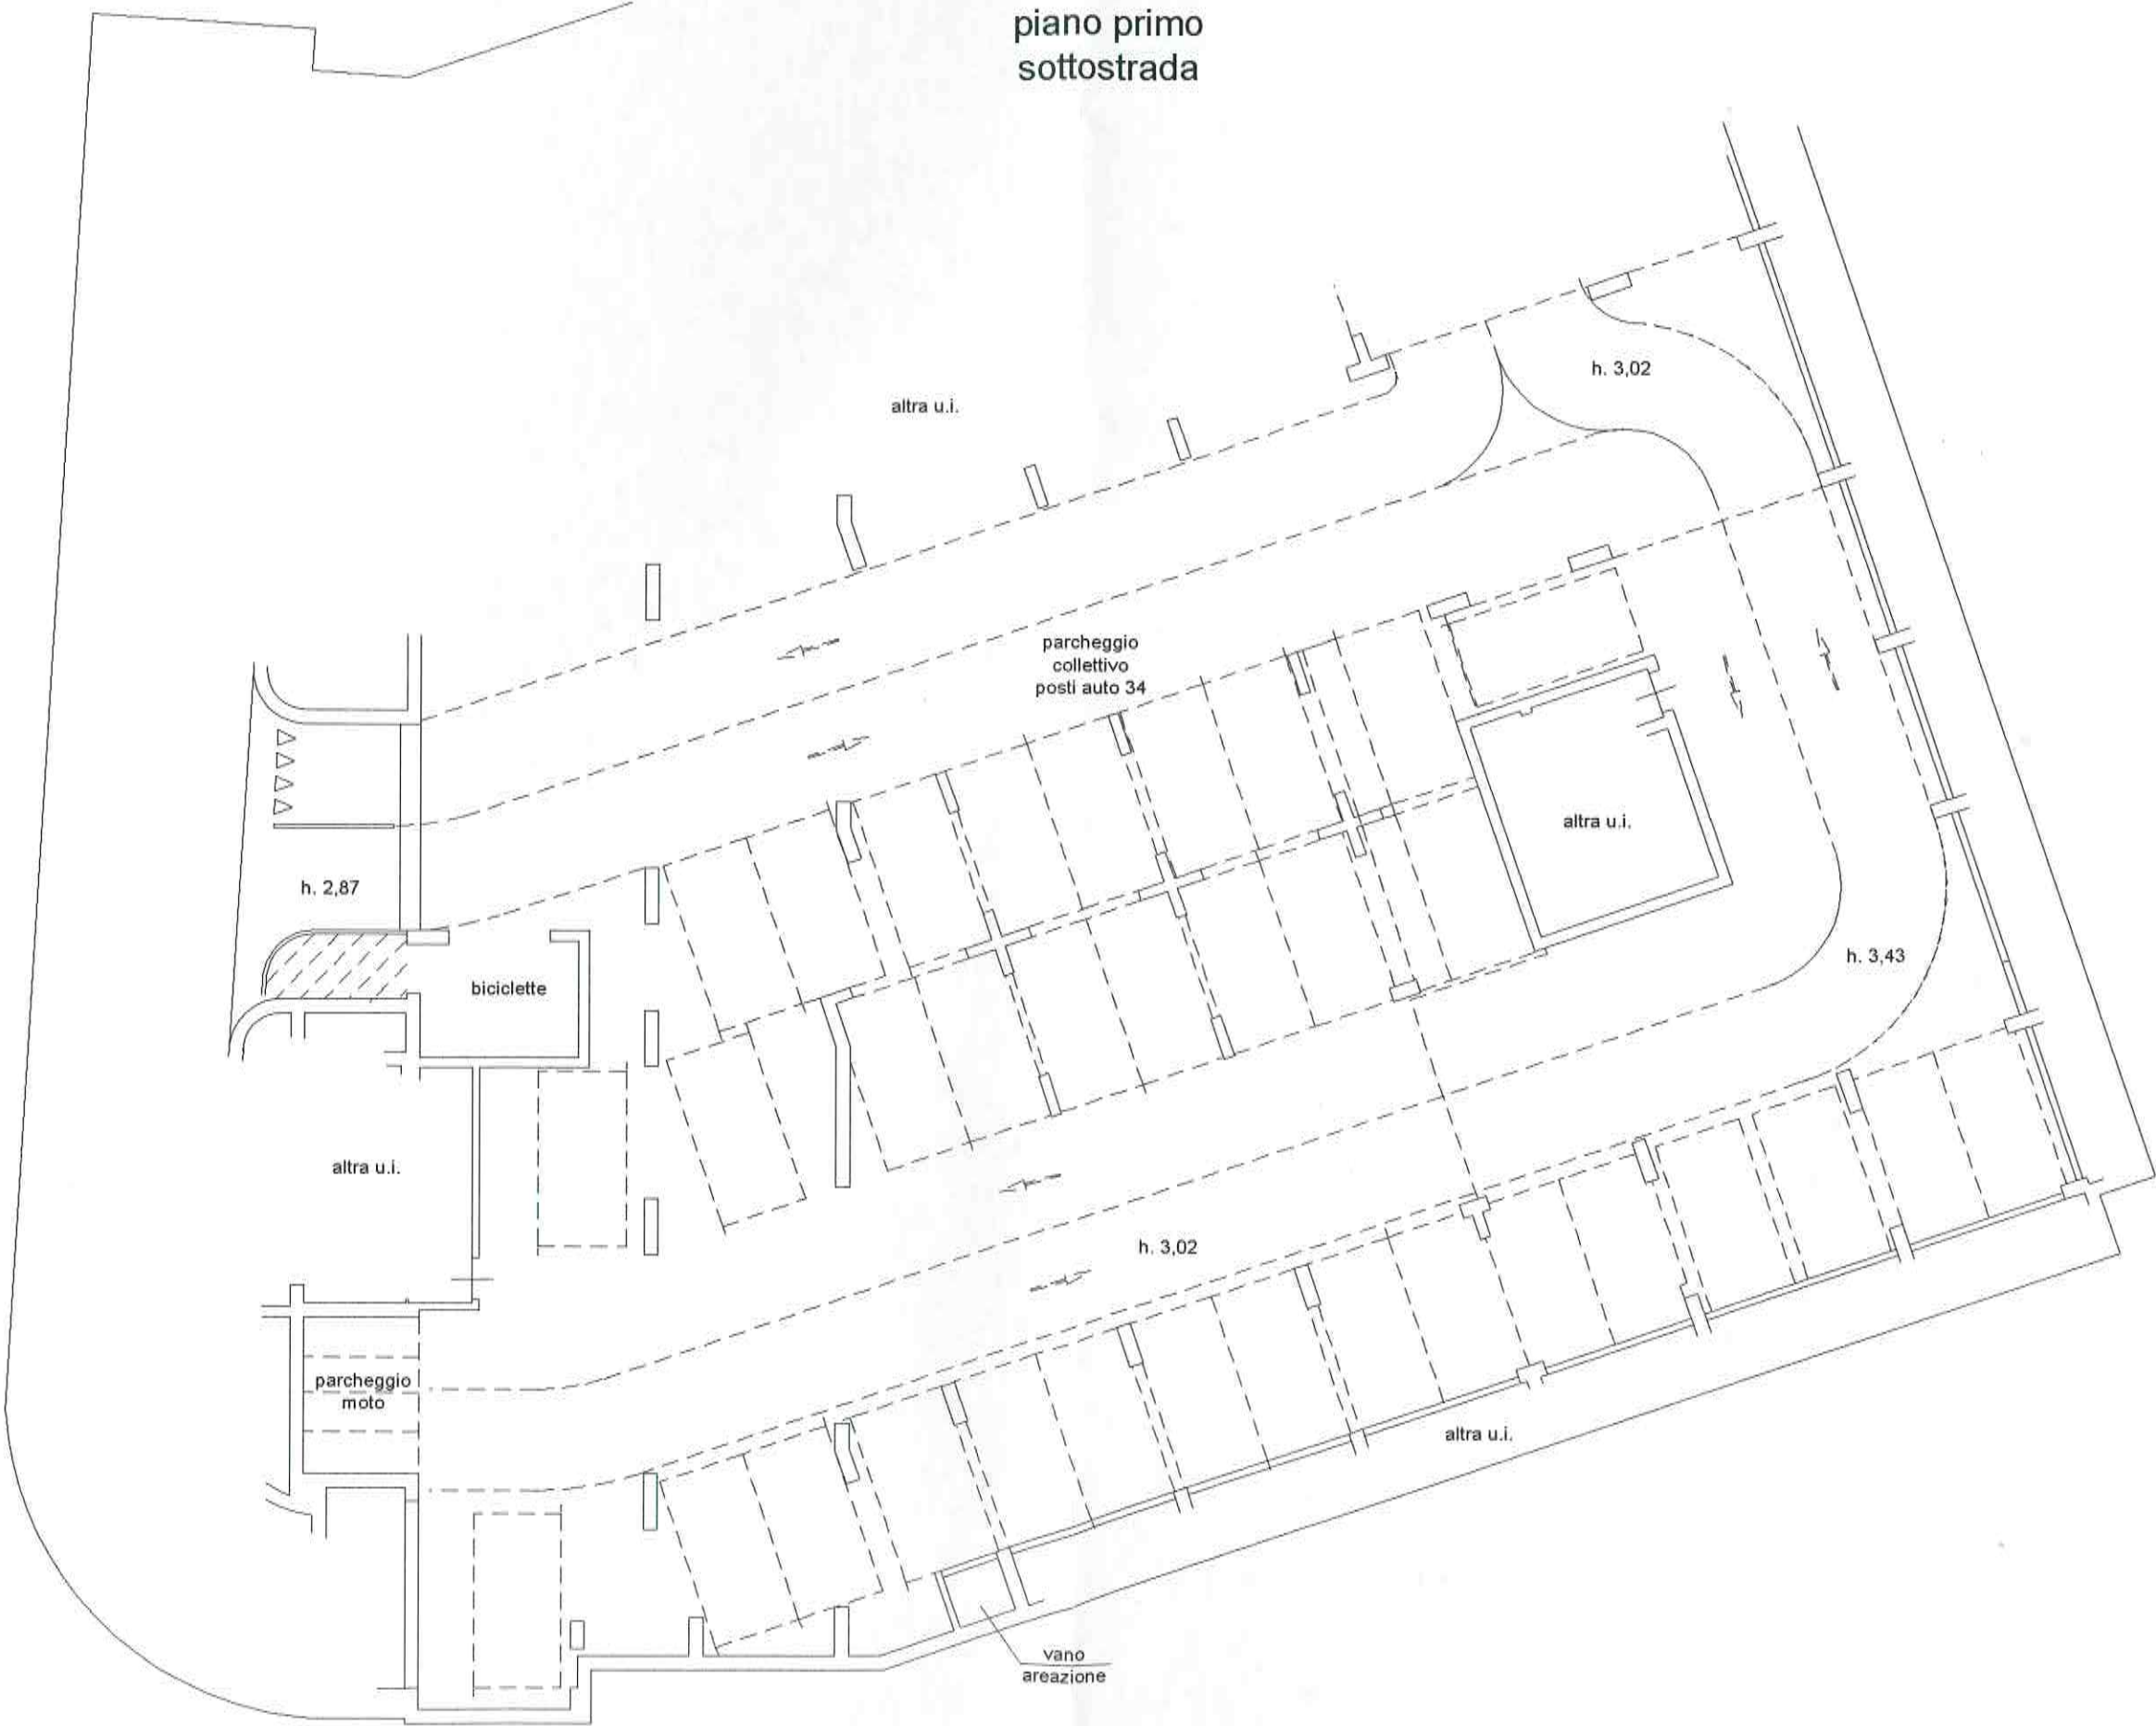 piano primo
sottostrada
h. 3,02
altra u.i.
parcheggio
collettivo
posti auto 34
altra u.i.
h. 2,87
h. 3,43
biciclette
altra u.i.
h. 3,02
parcheggio
moto
altra u.i.
vano
areazione